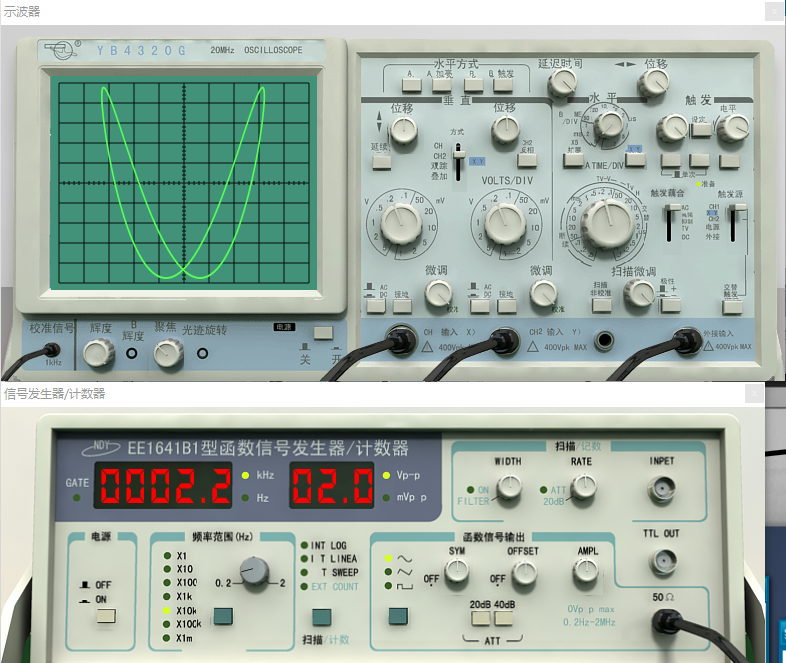 示波器
YB4320G 20MHz OSCILLOSCOPE
水平方式
A A加亮 B B触发
延迟时间 位移
垂直
水平
触发
位移 位移 电平
延续
方式
CH
CH2
叠加
CH2
反相
B ME
/DIV
X5
扩展
设定
单次
准备
VOLTS/DIV
A TIME/DIV
V mV V mV
触发耦合 触发源
AC
TV
DC
CH1
CH2
电源
外接
微调 微调 扫描微调
AC
DC
接地
校准
AC
DC
接地
校准
扫描
非校准
极性
交替
触发
校准信号
1kHz
辉度
B
辉度
聚焦
光迹旋转
电源
关 开
CH 输入 X)
400Vpk
CH2 输入 Y)
400Vpk MAX
外接输入
400Vpk MAX
信号发生器/计数器
NDY EE1641B1型函数信号发生器/计数器
GATE
0002.2
kHz
Hz
02.0
Vp-p
mVp p
扫描/记数
WIDTH RATE INPET
ON
FILTER
ATT
20dB
电源
OFF
ON
频率范围(Hz)
X1
X10
X100
X1k
X10k
X100k
X1m
0.2 2
INT LOG
I T LINEA
T SWEEP
EXT COUNT
扫描/计数
函数信号输出
SYM OFFSET AMPL
OFF OFF
20dB 40dB
ATT
0Vp p max
0.2Hz-2MHz
TTL OUT
50Ω